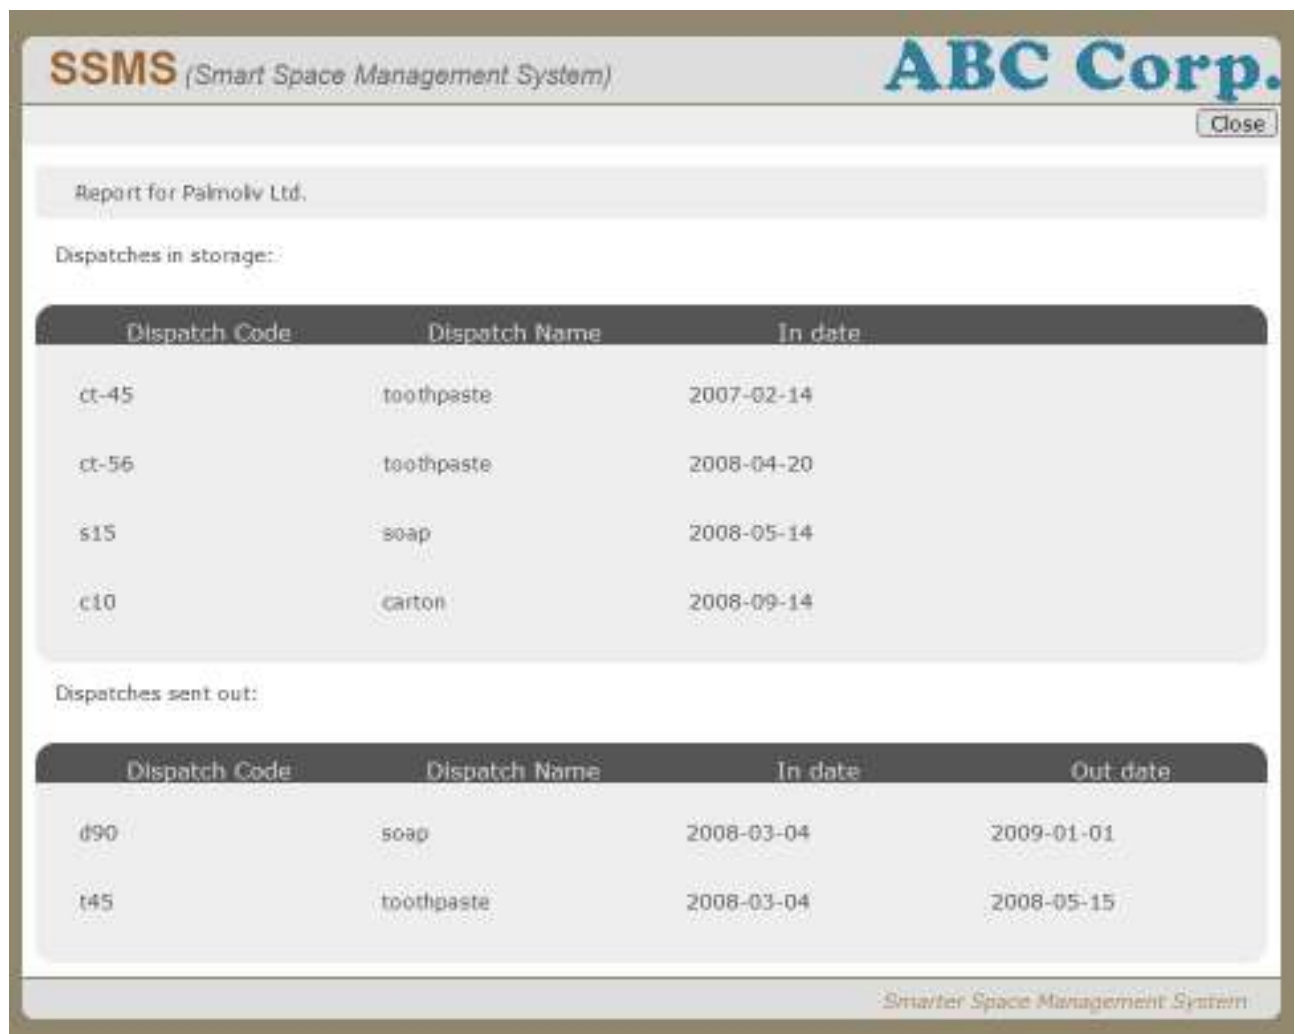 SSMS (Smart Space Management System)
ABC Corp.
Close
Report for Palmoliv Ltd.
Dispatches in storage:
Dispatch Code Dispatch Name In date
ct-45 toothpaste 2007-02-14
ct-56 toothpaste 2008-04-20
s15 soap 2008-05-14
c10 carton 2008-09-14
Dispatches sent out:
Dispatch Code Dispatch Name In date Out date
d90 soap 2008-03-04 2009-01-01
t45 toothpaste 2008-03-04 2008-05-15
Smarter Space Management System